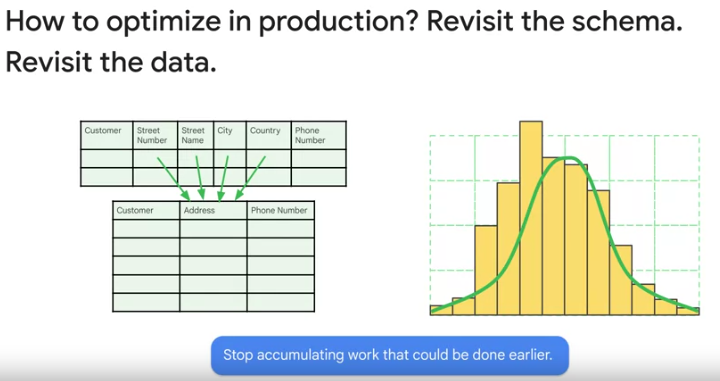 How to optimize in production? Revisit the schema.
Revisit the data.
Customer
Street
Number
Street
Name
City
Country
Phone
Number
Customer
Address
Phone Number
Stop accumulating work that could be done earlier.